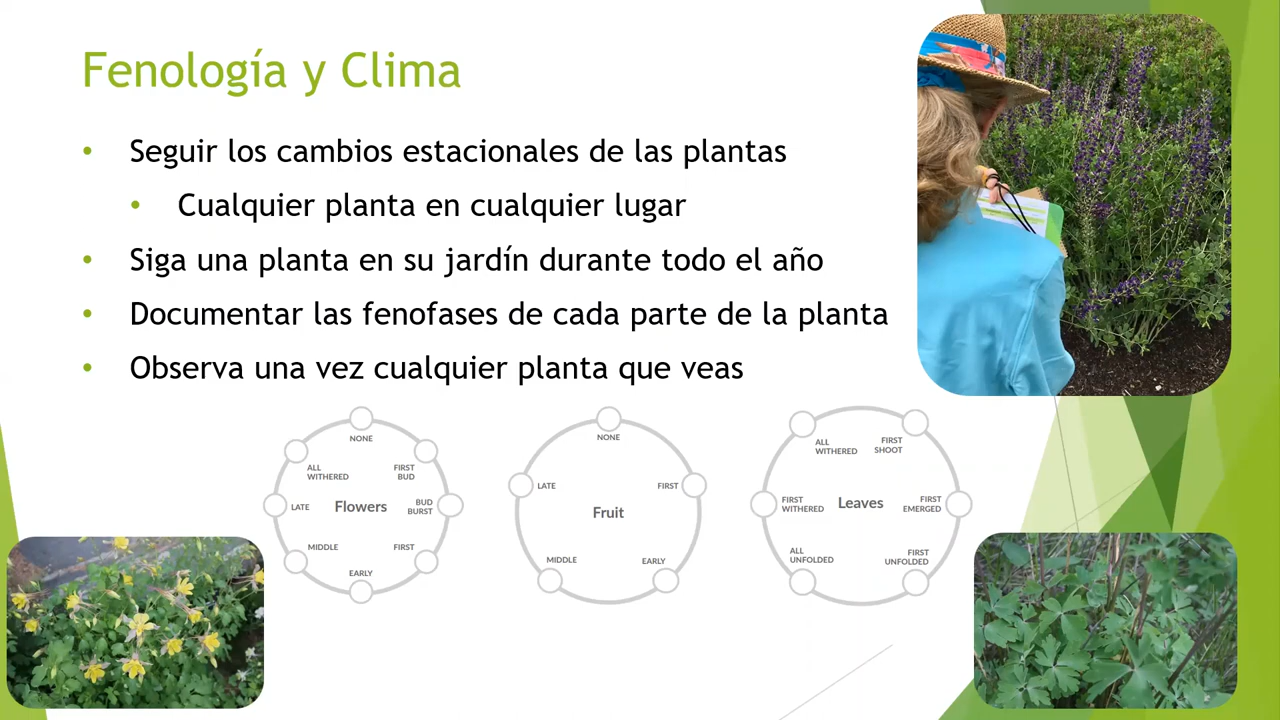 Fenología y Clima
• Seguir los cambios estacionales de las plantas
• Cualquier planta en cualquier lugar
• Siga una planta en su jardín durante todo el año
• Documentar las fenofases de cada parte de la planta
• Observa una vez cualquier planta que veas
NONE
FIRST
BUD
BUD
BURST
FIRST
EARLY
MIDDLE
LATE
ALL
WITHERED
Flowers
NONE
FIRST
EARLY
MIDDLE
LATE
Fruit
FIRST
SHOOT
FIRST
EMERGED
FIRST
UNFOLDED
ALL
UNFOLDED
FIRST
WITHERED
ALL
WITHERED
Leaves